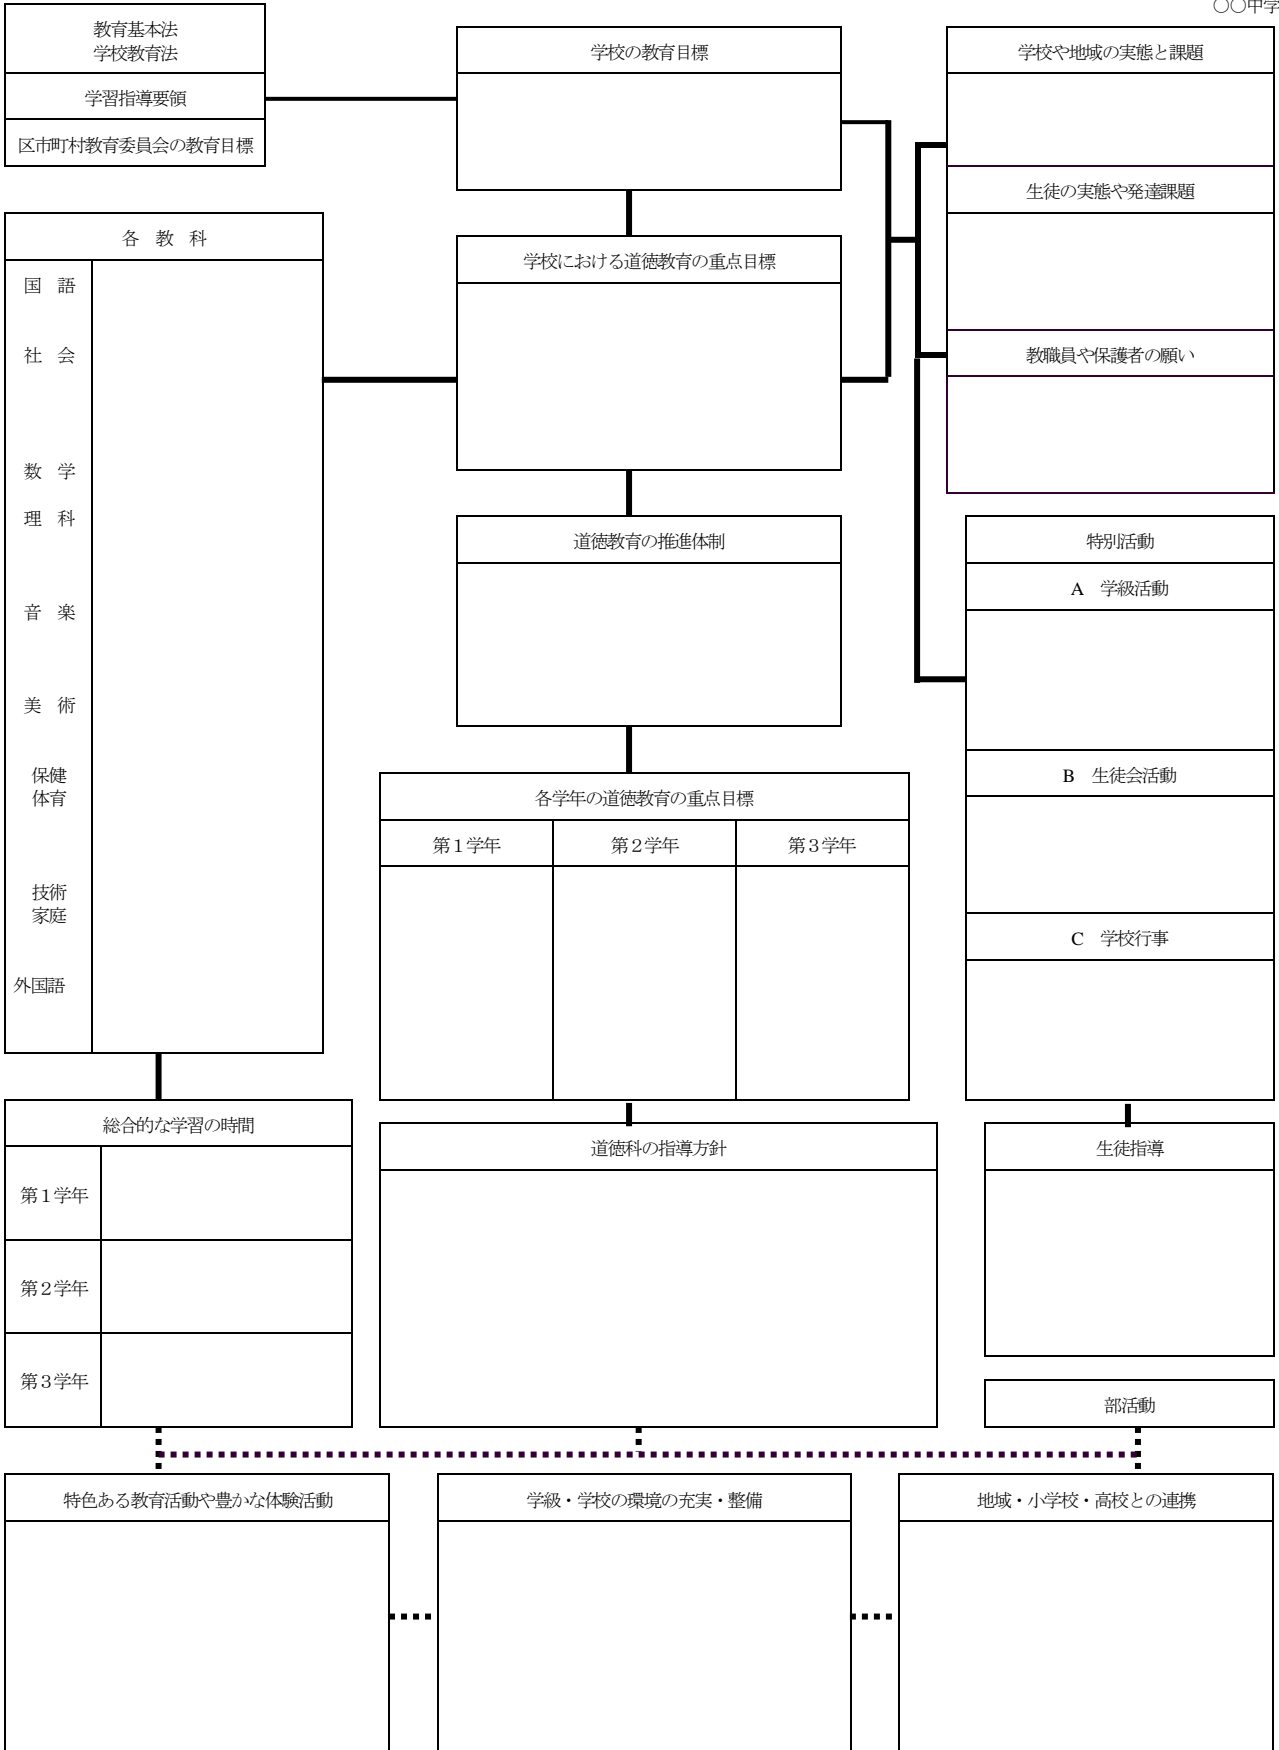 〇〇中学
教育基本法
学校教育法
学習指導要領
区市町村教育委員会の教育目標
学校の教育目標
学校や地域の実態と課題
生徒の実態や発達課題
教職員や保護者の願い
各　教　科
国　語
社　会
数　学
理　科
音　楽
美　術
保健
体育
技術
家庭
外国語
学校における道徳教育の重点目標
道徳教育の推進体制
特別活動
A　学級活動
B　生徒会活動
C　学校行事
各学年の道徳教育の重点目標
第１学年
第２学年
第３学年
総合的な学習の時間
第１学年
第２学年
第３学年
道徳科の指導方針
生徒指導
部活動
特色ある教育活動や豊かな体験活動
学級・学校の環境の充実・整備
地域・小学校・高校との連携